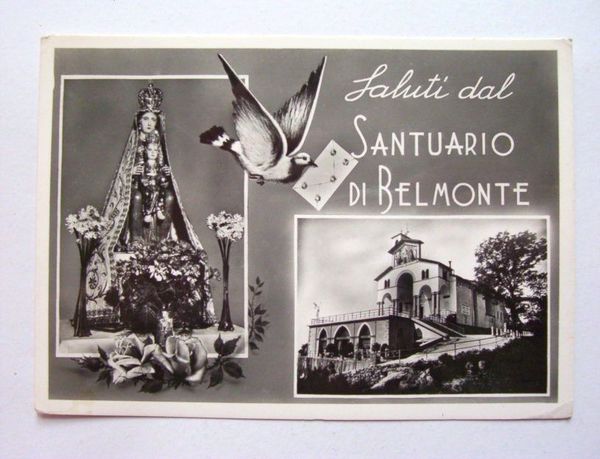 Saluti dal
SANTUARIO
DI BELMONTE